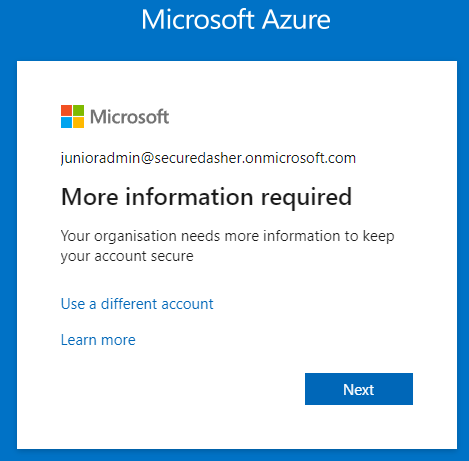 Microsoft Azure
Microsoft
junioradmin@securedasher.onmicrosoft.com
More information required
Your organisation needs more information to keep
your account secure
Use a different account
Learn more
Next